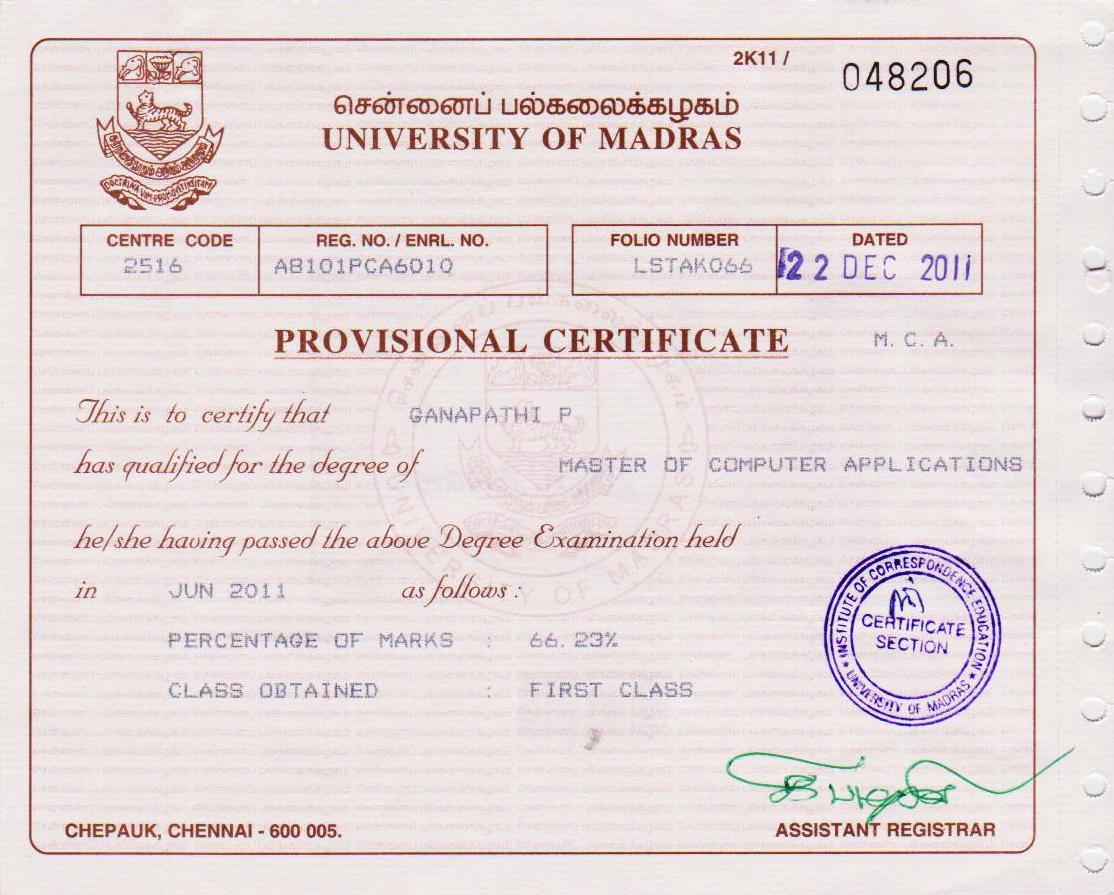 2K11 / 048206
சென்னைப் பல்கலைக்கழகம்
UNIVERSITY OF MADRAS
DOCTRINA VIM PROMOVET INSITAM
CENTRE CODE REG. NO. / ENRL. NO. FOLIO NUMBER DATED
2516 A8101PCA6010 LSTAK066 22 DEC 2011
PROVISIONAL CERTIFICATE M. C. A.
This is to certify that GANAPATHI P
has qualified for the degree of MASTER OF COMPUTER APPLICATIONS
he/she having passed the above Degree Examination held
in JUN 2011 as follows :
PERCENTAGE OF MARKS : 66.23%
CLASS OBTAINED : FIRST CLASS
INSTITUTE OF CORRESPONDENCE EDUCATION
CERTIFICATE
SECTION
UNIVERSITY OF MADRAS
UNIVERSITY OF MADRAS
CHEPAUK, CHENNAI - 600 005. ASSISTANT REGISTRAR